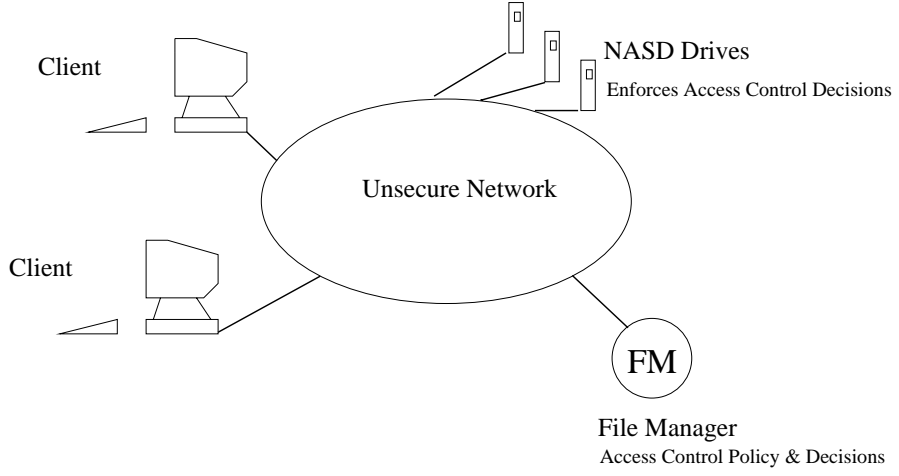 NASD Drives
Client
Enforces Access Control Decisions
Unsecure Network
Client
FM
File Manager
Access Control Policy & Decisions